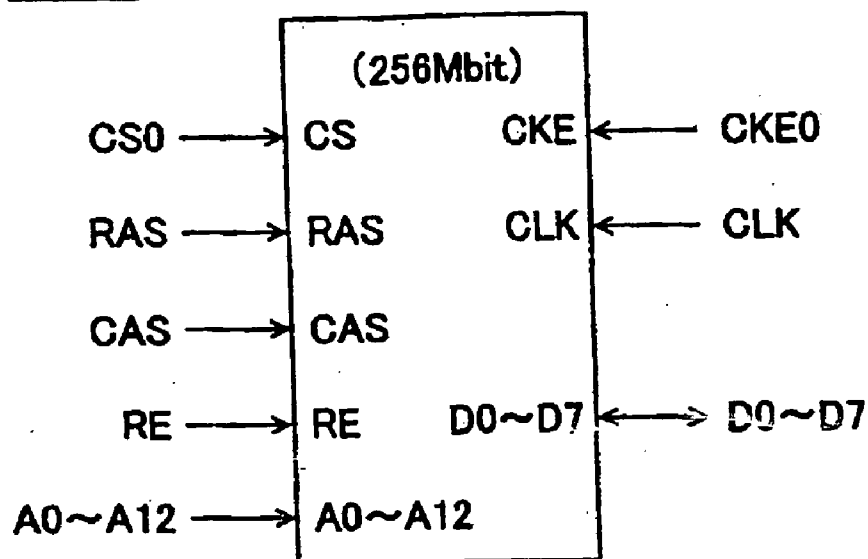 (256Mbit)
CS0 CS CKE CKE0
RAS RAS CLK CLK
CAS CAS
RE RE D0~D7 D0~D7
A0~A12 A0~A12